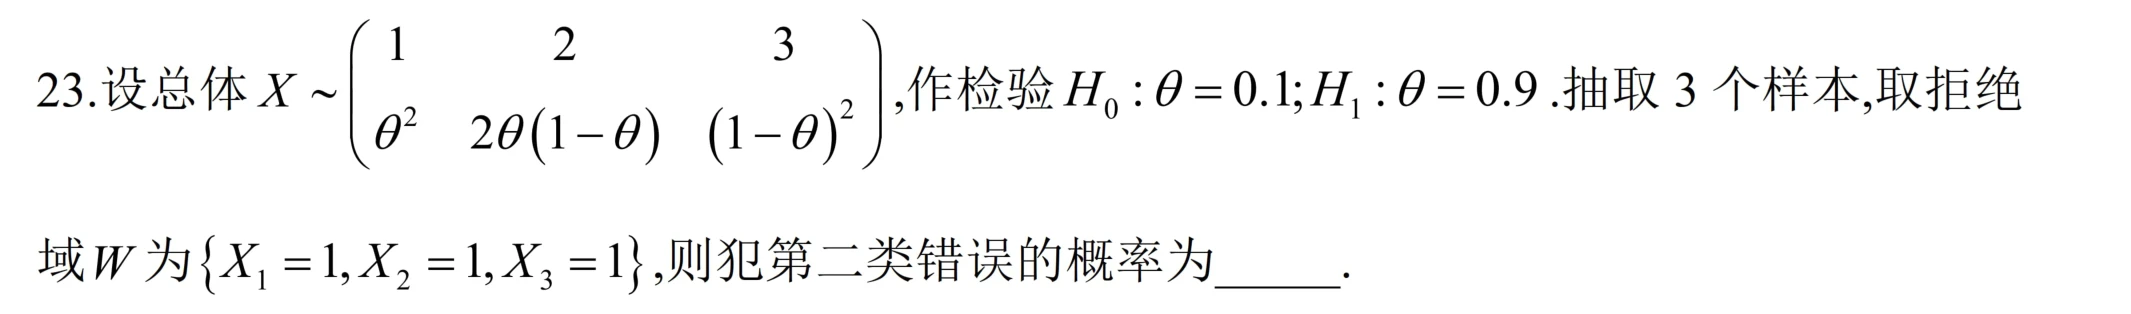 23.设总体 X ~ \begin{pmatrix} 1 & 2 & 3 \\ \theta^2 & 2\theta(1-\theta) & (1-\theta)^2 \end{pmatrix},作检验 H_0 : θ = 0.1; H_1 : θ = 0.9 .抽取 3 个样本,取拒绝
域 W 为 {X_1 = 1, X_2 = 1, X_3 = 1},则犯第二类错误的概率为_____.